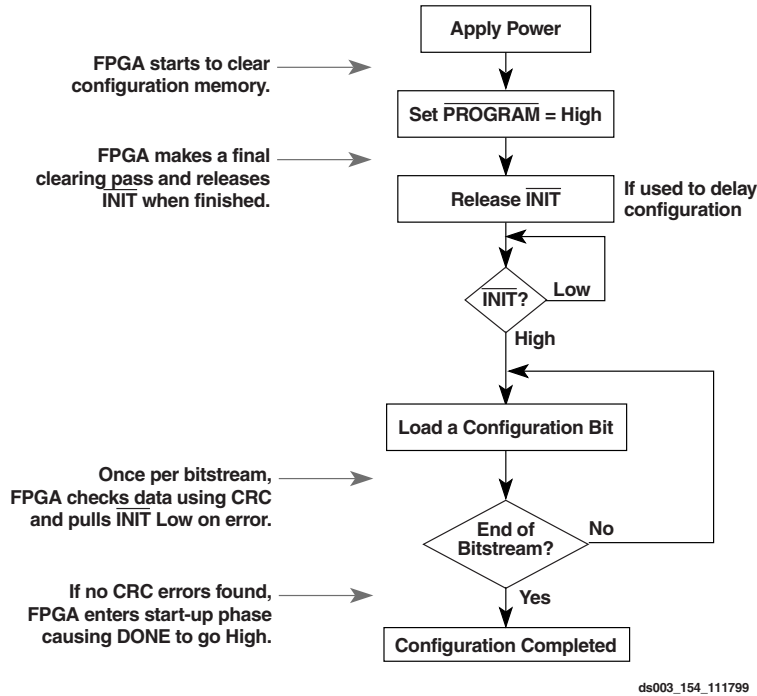 Apply Power
FPGA starts to clear
configuration memory.
Set PROGRAM = High
FPGA makes a final
clearing pass and releases
INIT when finished.
Release INIT
If used to delay
configuration
INIT?
Low
High
Load a Configuration Bit
Once per bitstream,
FPGA checks data using CRC
and pulls INIT Low on error.
End of
Bitstream?
No
Yes
If no CRC errors found,
FPGA enters start-up phase
causing DONE to go High.
Configuration Completed
ds003_154_111799